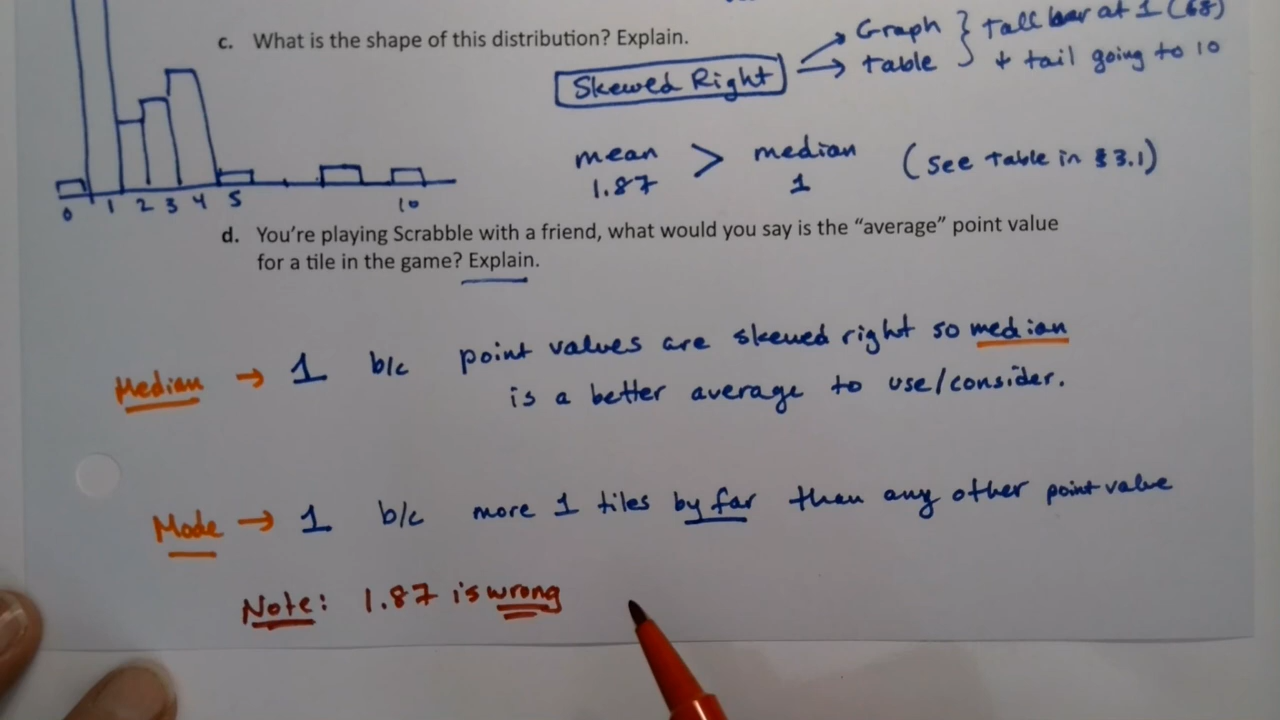 c. What is the shape of this distribution? Explain.
Graph } Tall bar at 1 (68)
table + tail going to 10
Skewed Right
mean > median (see table in § 3.1)
1.87 1
0 1 2 3 4 5 10
d. You're playing Scrabble with a friend, what would you say is the "average" point value
for a tile in the game? Explain.
Median → 1 b/c point values are skewed right so median
is a better average to use/consider.
Mode → 1 b/c more 1 tiles by far than any other point value
Note: 1.87 is wrong